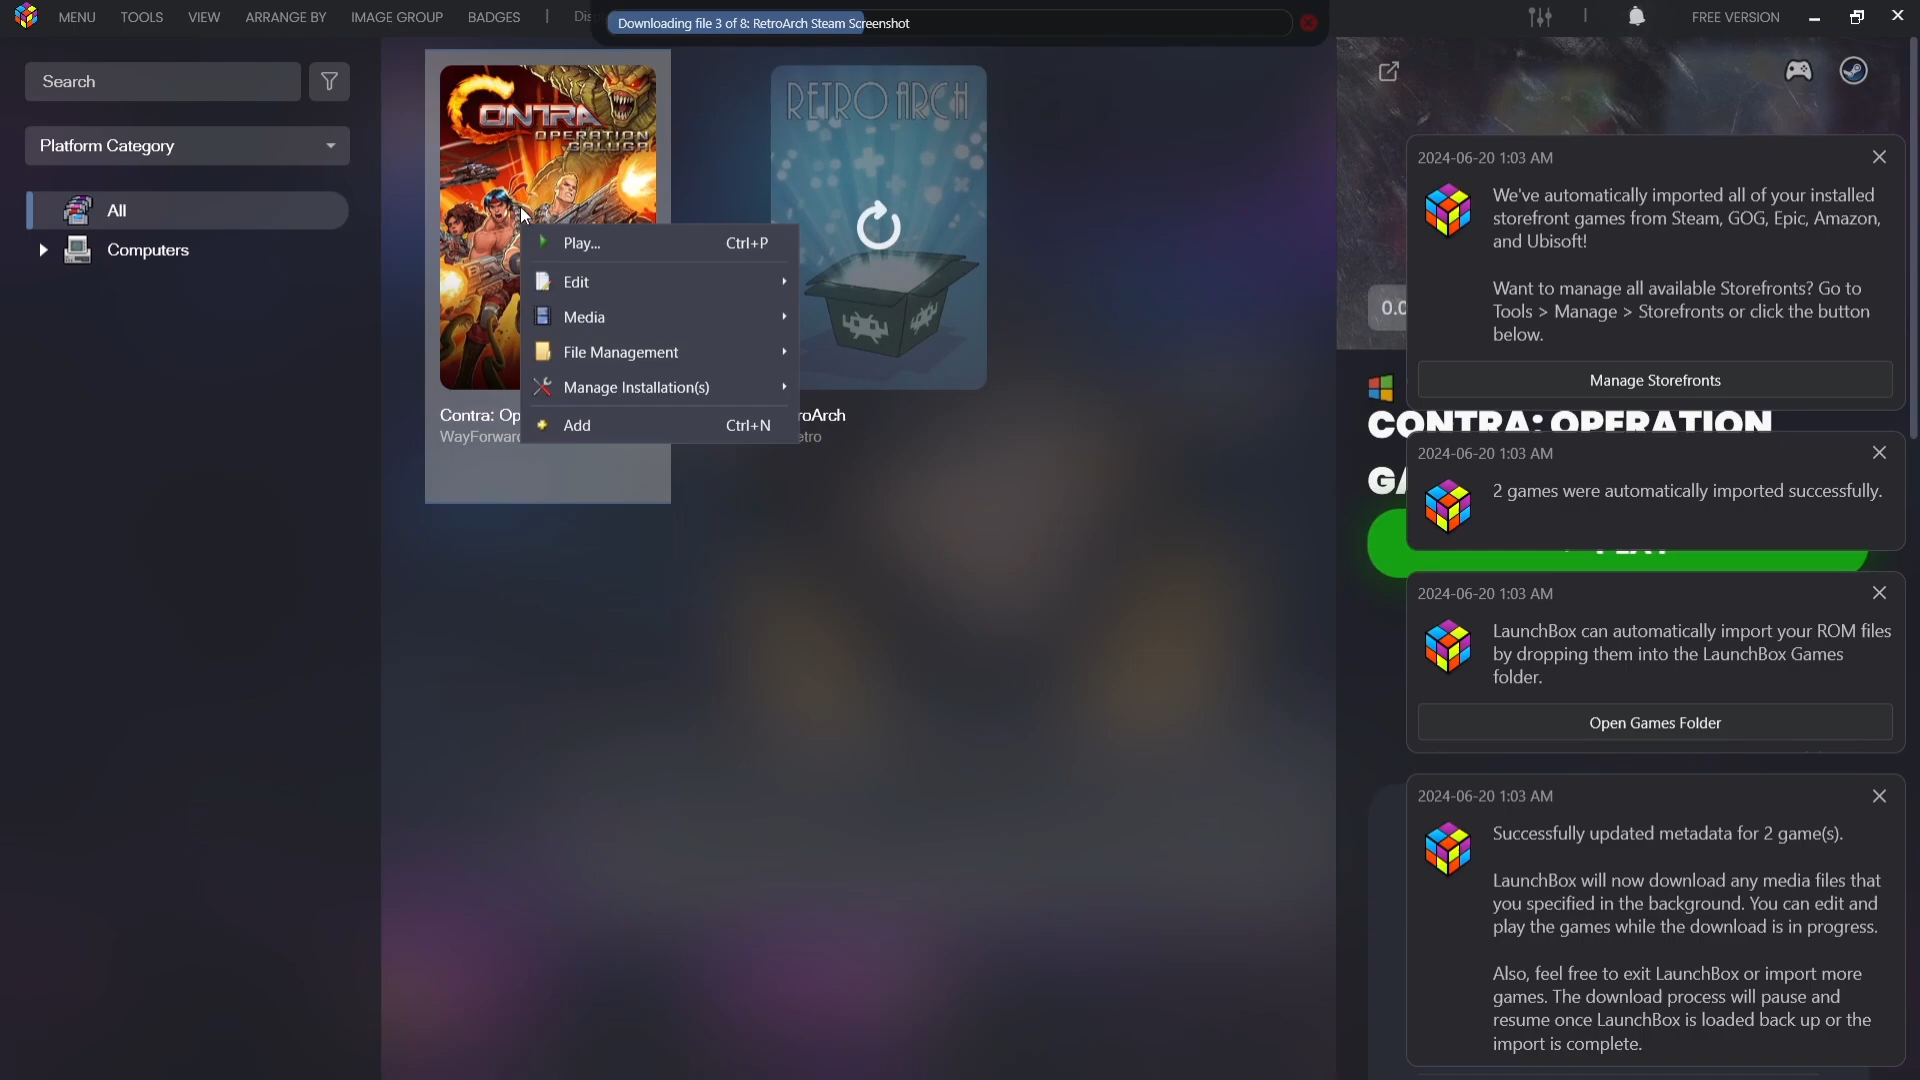 MENU TOOLS VIEW ARRANGE BY IMAGE GROUP BADGES Dis
Downloading file 3 of 8: RetroArch Steam Screenshot
FREE VERSION
Search
Platform Category
All
Computers
CONTRA
OPERATION
GALUGA
RETROARCH
Play... Ctrl+P
Edit
Media
File Management
Manage Installation(s)
Add Ctrl+N
Contra: Op
WayForward
roArch
etro
0.0
CONTRA: OPERATION
GA
PLAY
2024-06-20 1:03 AM
We've automatically imported all of your installed
storefront games from Steam, GOG, Epic, Amazon,
and Ubisoft!
Want to manage all available Storefronts? Go to
Tools > Manage > Storefronts or click the button
below.
Manage Storefronts
2024-06-20 1:03 AM
2 games were automatically imported successfully.
2024-06-20 1:03 AM
LaunchBox can automatically import your ROM files
by dropping them into the LaunchBox Games
folder.
Open Games Folder
2024-06-20 1:03 AM
Successfully updated metadata for 2 game(s).
LaunchBox will now download any media files that
you specified in the background. You can edit and
play the games while the download is in progress.
Also, feel free to exit LaunchBox or import more
games. The download process will pause and
resume once LaunchBox is loaded back up or the
import is complete.